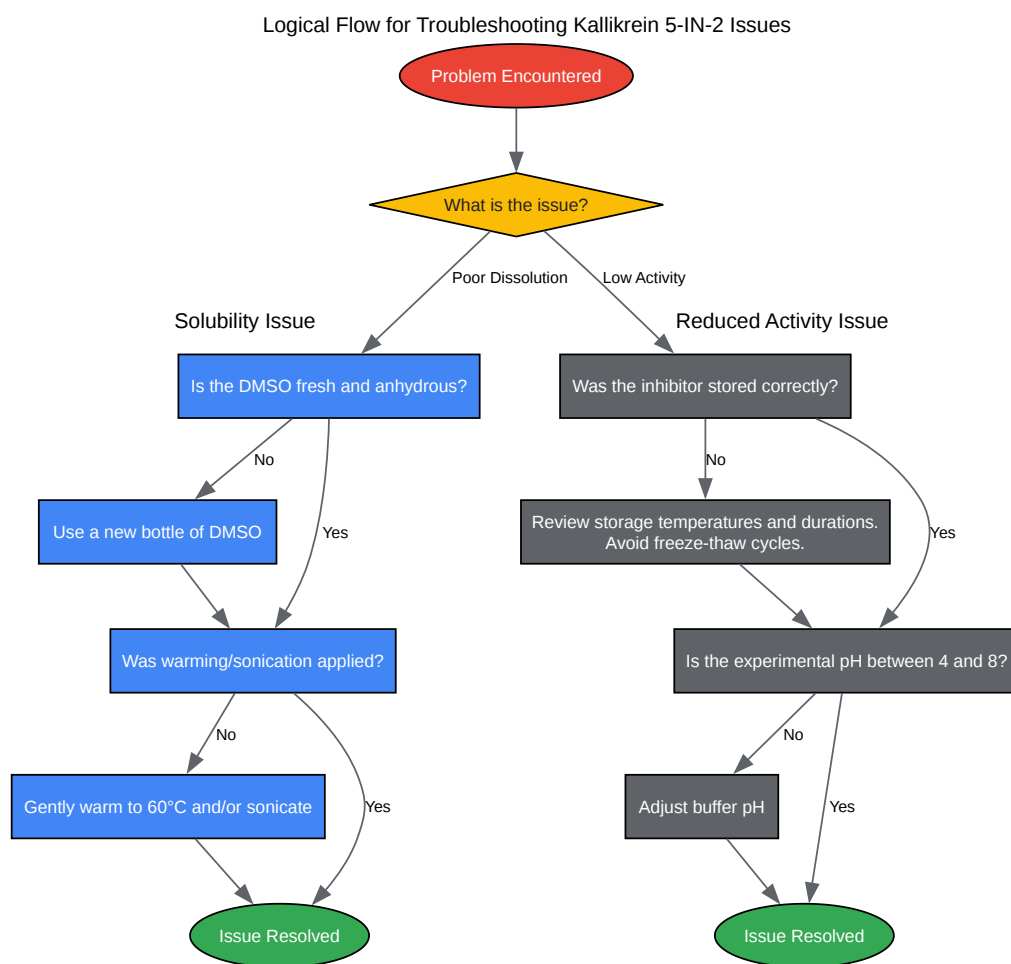 Logical Flow for Troubleshooting Kallikrein 5-IN-2 Issues
Problem Encountered
What is the issue?
Poor Dissolution
Low Activity
Solubility Issue
Reduced Activity Issue
Is the DMSO fresh and anhydrous?
Was the inhibitor stored correctly?
No
No
Use a new bottle of DMSO
Yes
Review storage temperatures and durations.
Avoid freeze-thaw cycles.
Yes
Was warming/sonication applied?
Is the experimental pH between 4 and 8?
No
No
Gently warm to 60°C and/or sonicate
Yes
Adjust buffer pH
Yes
Issue Resolved
Issue Resolved